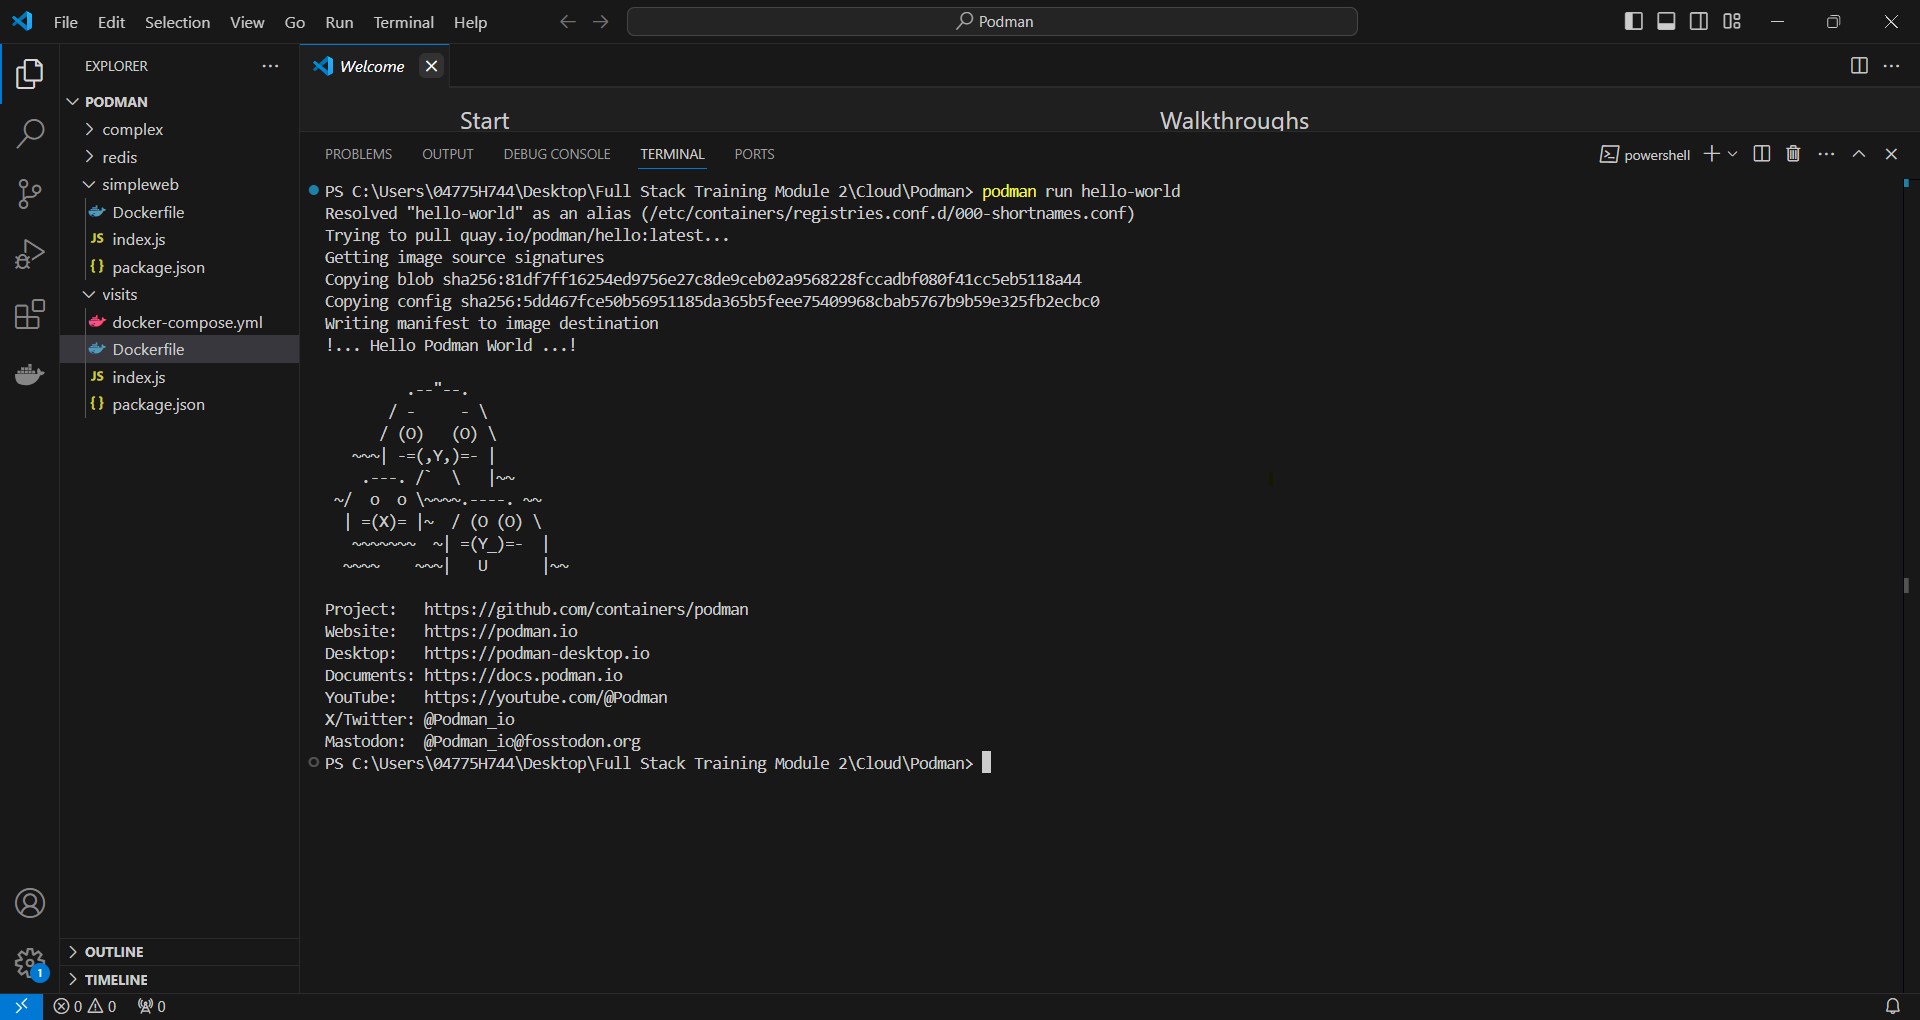 File Edit Selection View Go Run Terminal Help
Podman
EXPLORER
PODMAN
complex
redis
simpleweb
Dockerfile
JS index.js
{} package.json
visits
docker-compose.yml
Dockerfile
JS index.js
{} package.json
OUTLINE
TIMELINE
1
0 0 0
Welcome
Start
Walkthroughs
PROBLEMS OUTPUT DEBUG CONSOLE TERMINAL PORTS
powershell
PS C:\Users\04775H744\Desktop\Full Stack Training Module 2\Cloud\Podman> podman run hello-world
Resolved "hello-world" as an alias (/etc/containers/registries.conf.d/000-shortnames.conf)
Trying to pull quay.io/podman/hello:latest...
Getting image source signatures
Copying blob sha256:81df7ff16254ed9756e27c8de9ceb02a9568228fccadbf080f41cc5eb5118a44
Copying config sha256:5dd467fce50b56951185da365b5feee75409968cbab5767b9b59e325fb2ecbc0
Writing manifest to image destination
!... Hello Podman World ...!
         .--"--.
       / -     - \
      / (O)   (O) \
   ~~~| -=(,Y,)=- |
    .---. /`  \   |~~
 ~/  o  o \~~~~.----. ~~
  | =(X)= |~  / (O (O) \
   ~~~~~~~  ~| =(Y_)=-  |
  ~~~~    ~~~|   U      |~~
Project:   https://github.com/containers/podman
Website:   https://podman.io
Desktop:   https://podman-desktop.io
Documents: https://docs.podman.io
YouTube:   https://youtube.com/@Podman
X/Twitter: @Podman_io
Mastodon:  @Podman_io@fosstodon.org
PS C:\Users\04775H744\Desktop\Full Stack Training Module 2\Cloud\Podman>